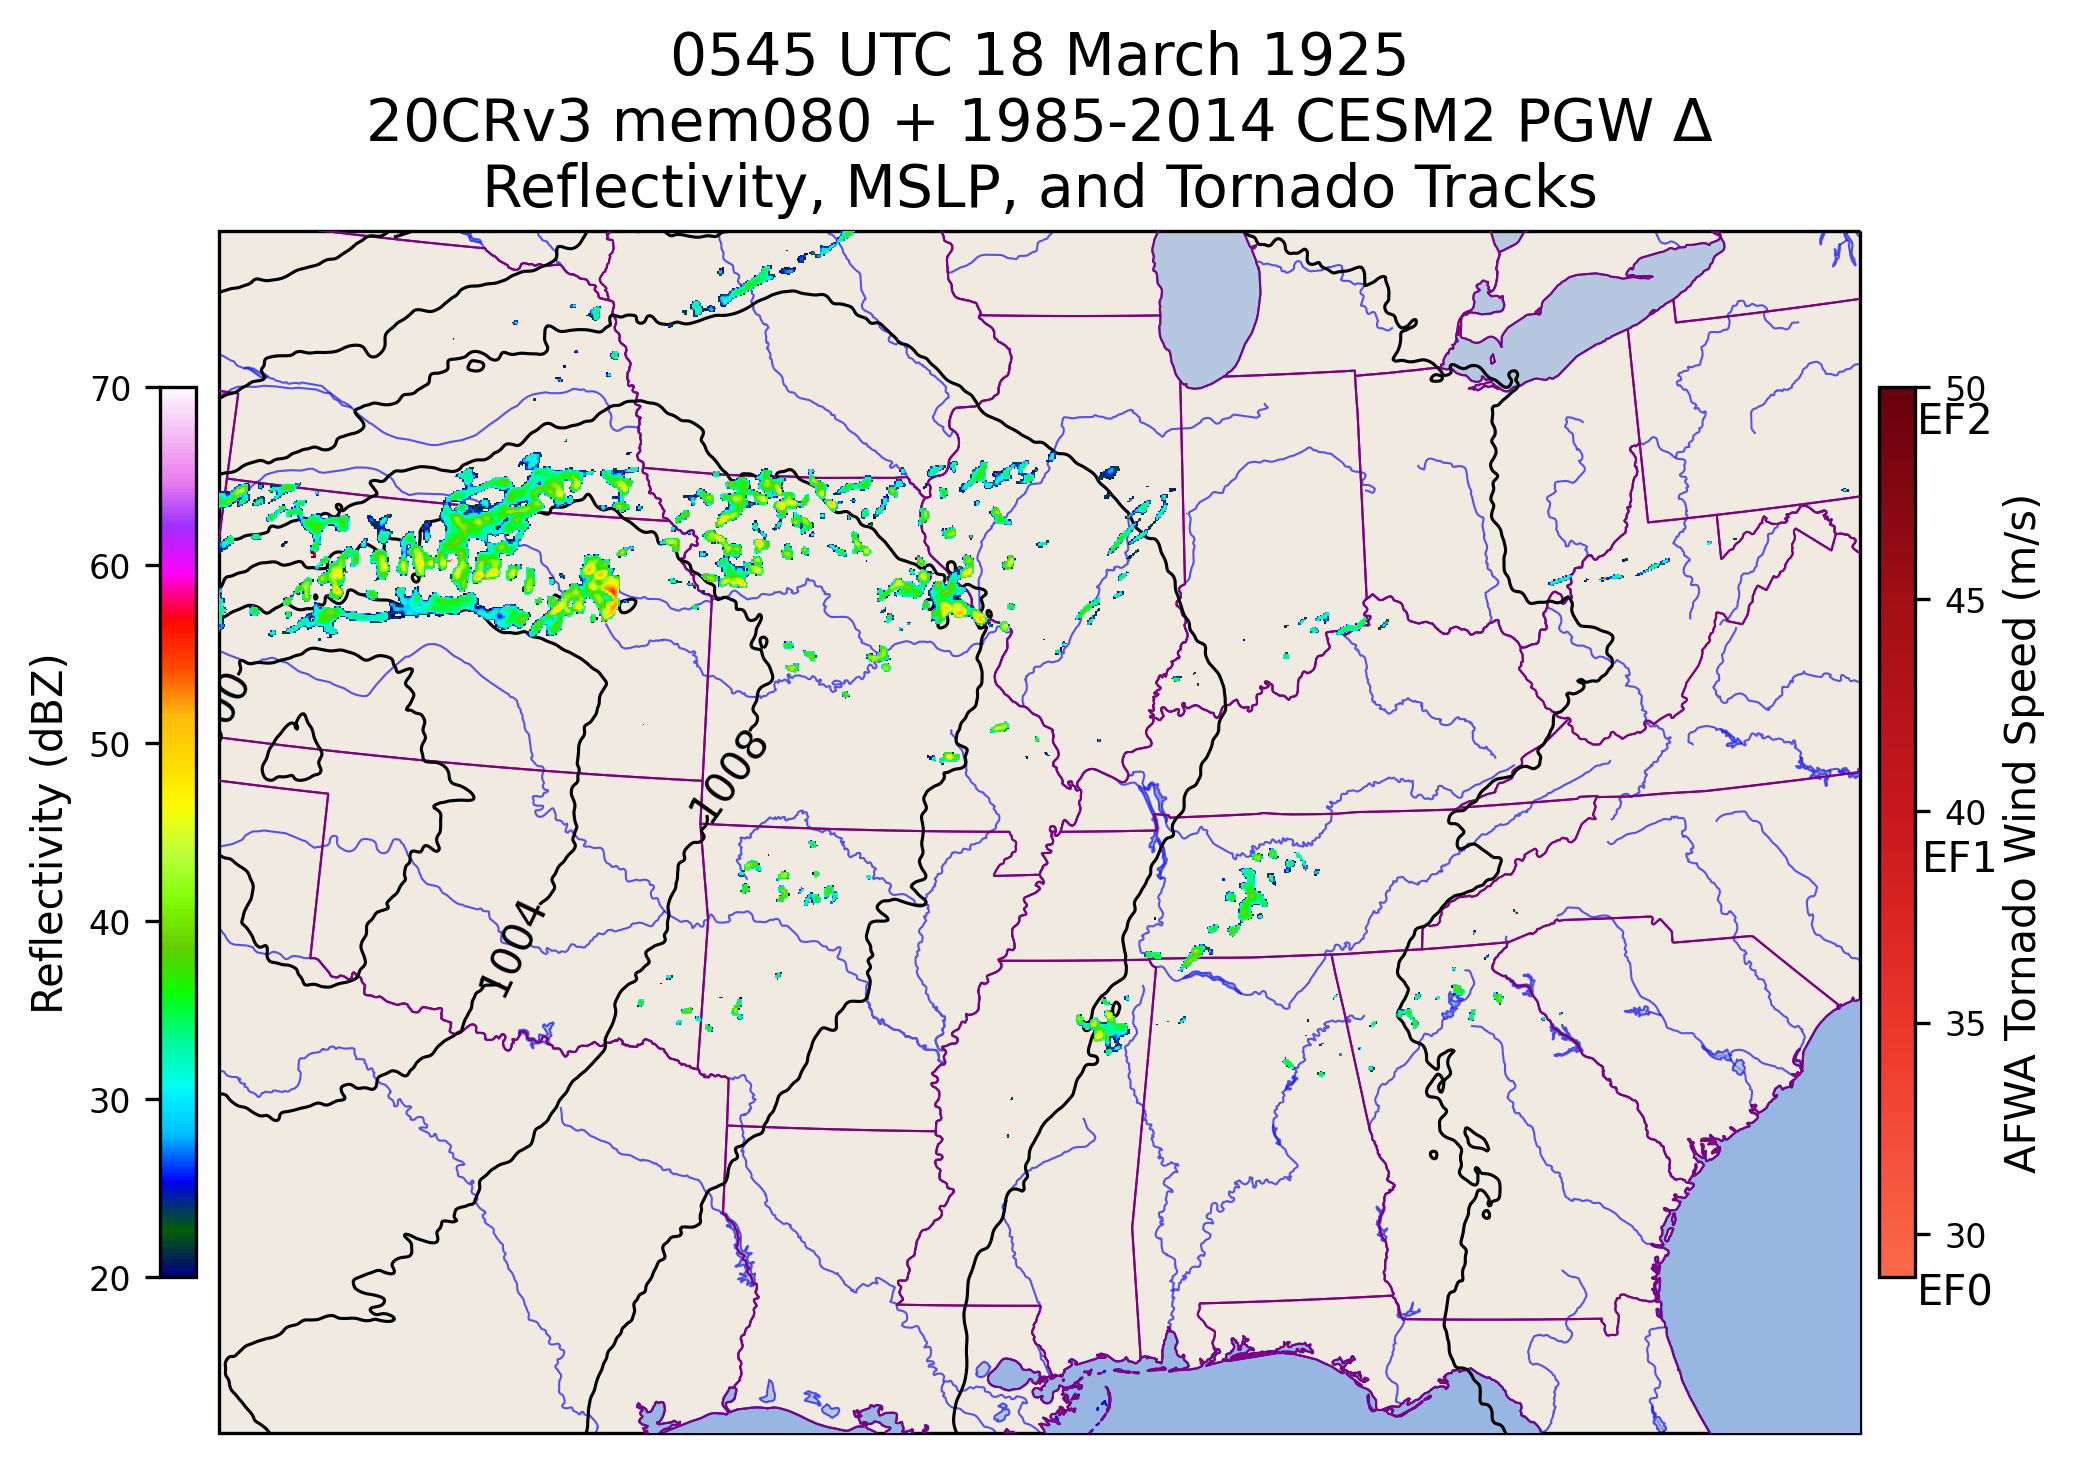 0545 UTC 18 March 1925
20CRv3 mem080 + 1985-2014 CESM2 PGW Δ
Reflectivity, MSLP, and Tornado Tracks
70
60
50
40
30
20
Reflectivity (dBZ)
00
1008
1004
50
EF2
45
40
EF1
35
30
EF0
AFWA Tornado Wind Speed (m/s)